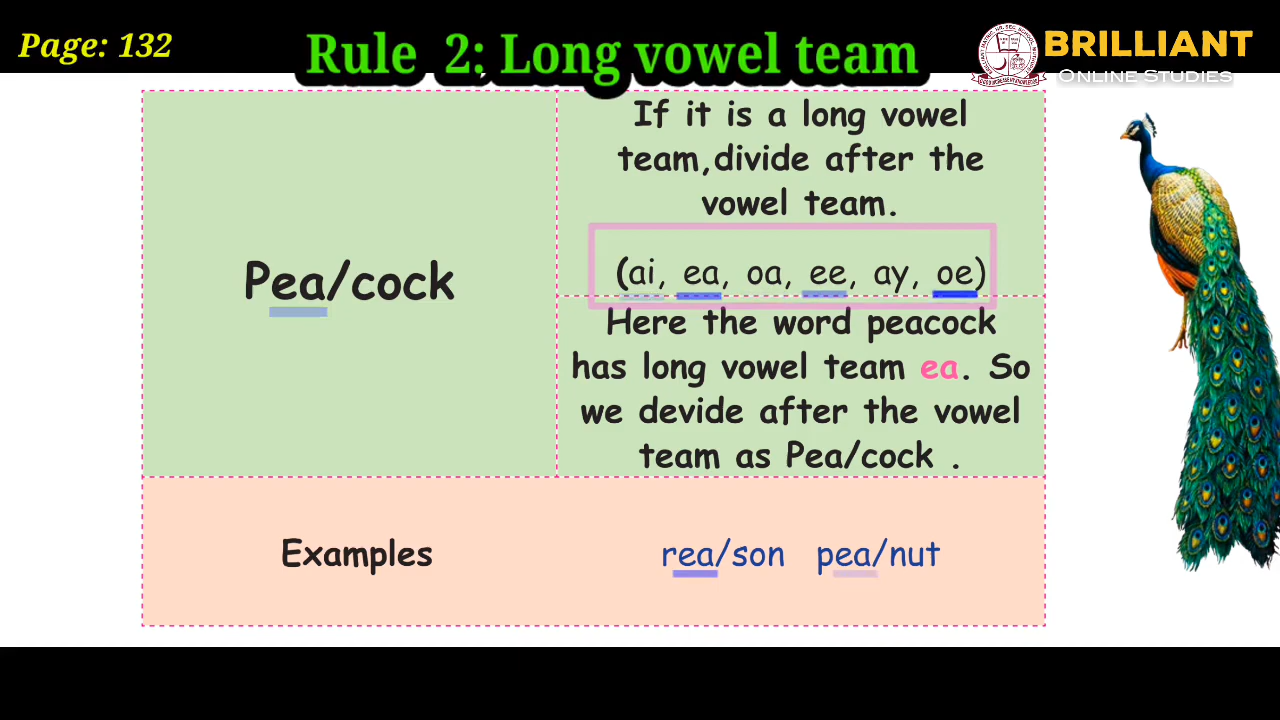 Page: 132
Rule 2; Long vowel team
BRILLIANT
ONLINE STUDIES
Pea/cock
If it is a long vowel
team,divide after the
vowel team.
(ai, ea, oa, ee, ay, oe)
Here the word peacock
has long vowel team ea. So
we devide after the vowel
team as Pea/cock .
Examples
rea/son pea/nut